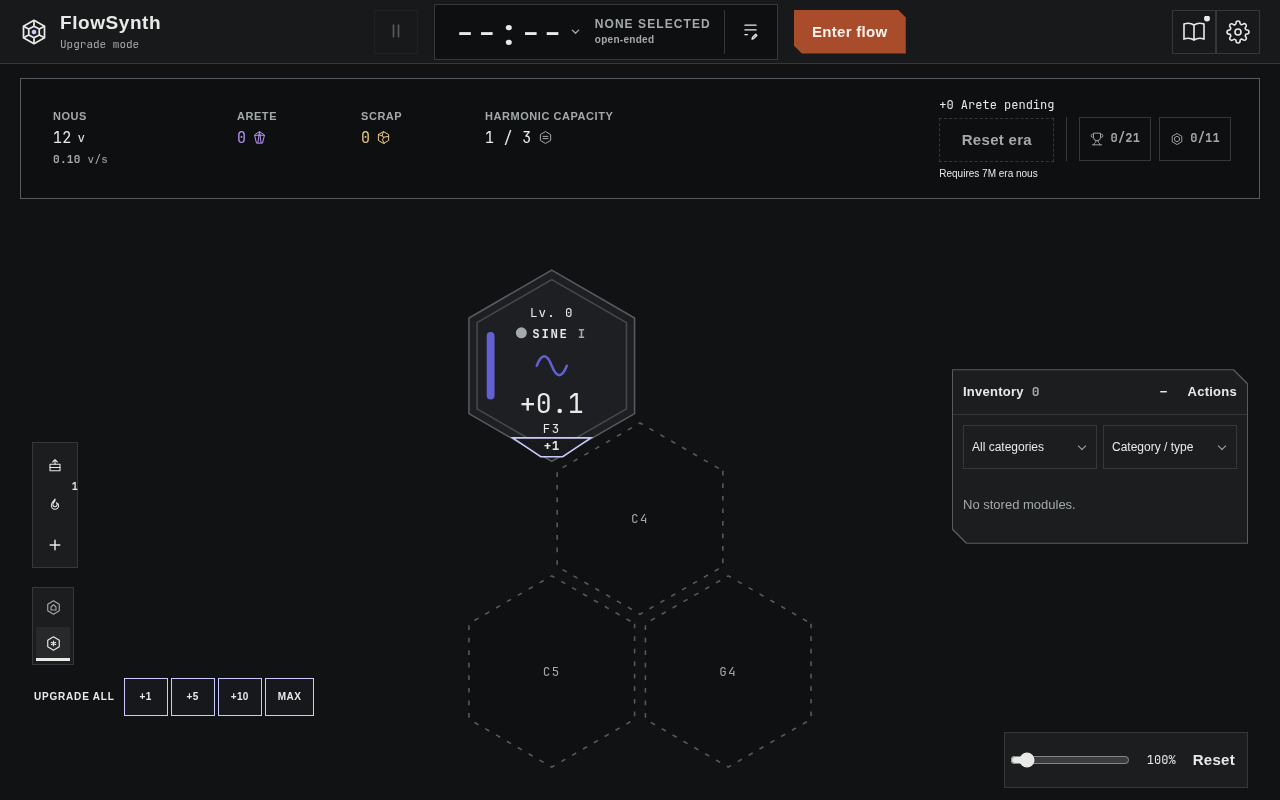 FlowSynth
Upgrade mode
--:--
NONE SELECTED
open-ended
Enter flow
NOUS
12 v
0.10 v/s
ARETE
0
SCRAP
0
HARMONIC CAPACITY
1 / 3
+0 Arete pending
Reset era
Requires 7M era nous
0/21
0/11
Lv. 0
SINE I
+0.1
F3
+1
C4
C5
G4
Inventory 0
– Actions
All categories
Category / type
No stored modules.
1
UPGRADE ALL
+1
+5
+10
MAX
100%
Reset